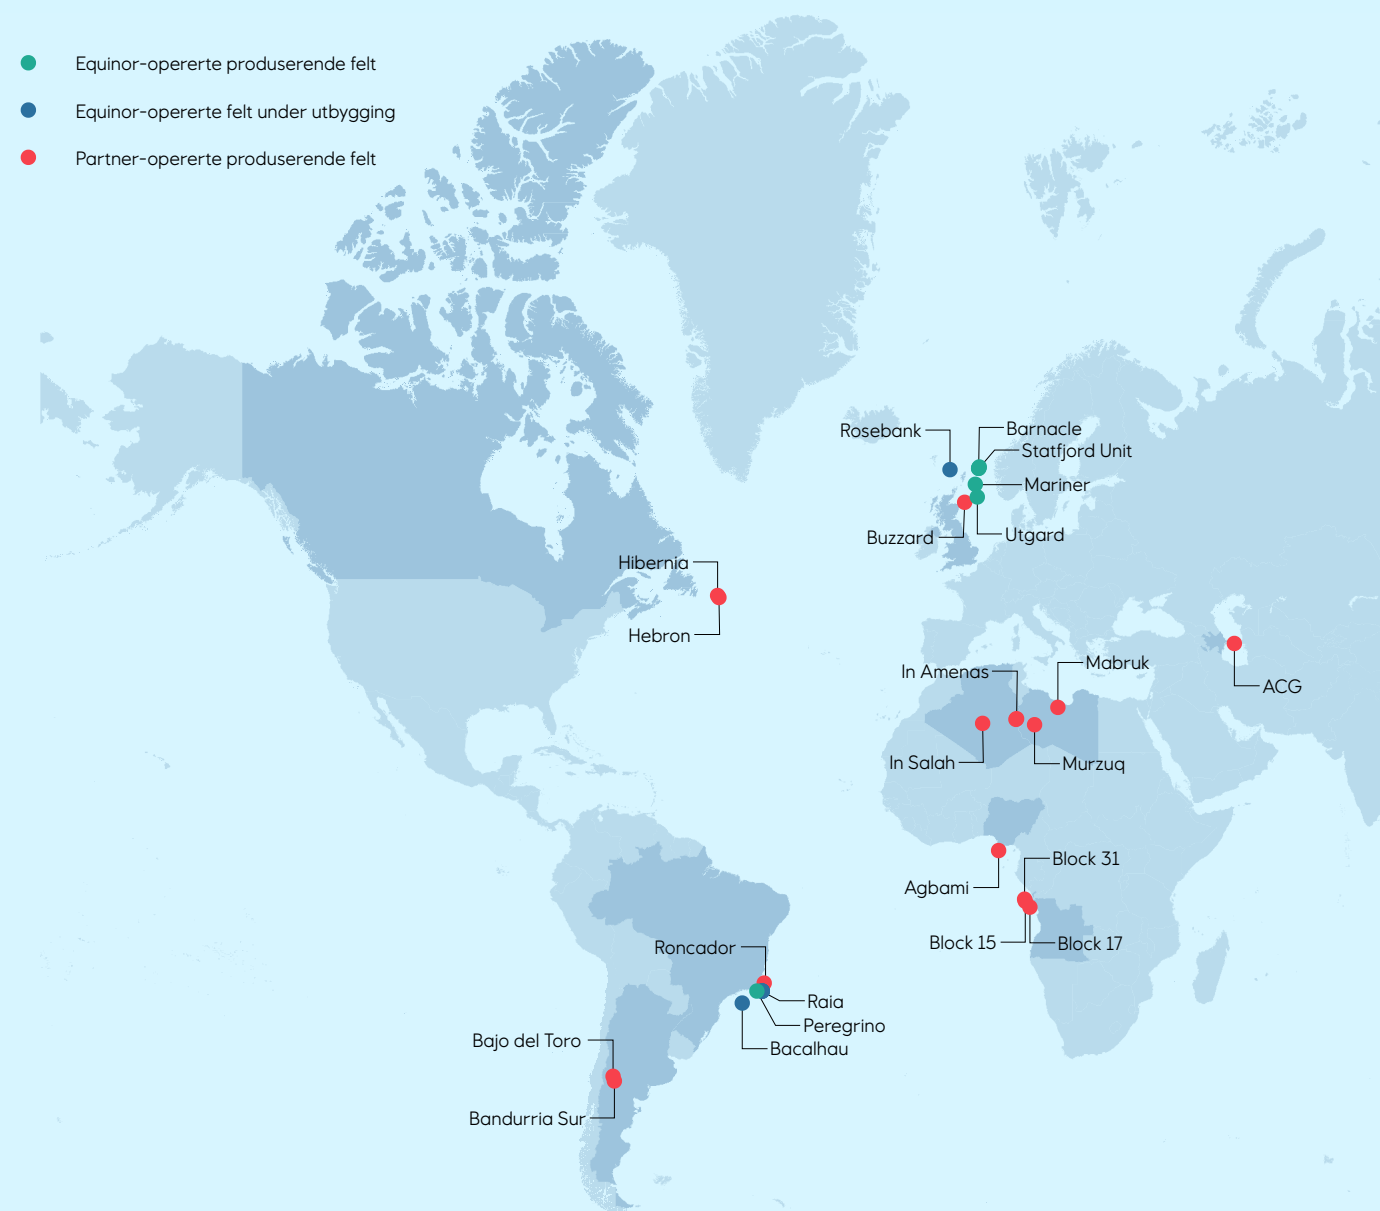 Equinor-opererte produserende felt
Equinor-opererte felt under utbygging
Partner-opererte produserende felt
Rosebank
Barnacle
Statfjord Unit
Mariner
Buzzard
Utgard
Hibernia
Hebron
In Amenas
Mabruk
ACG
In Salah
Murzuq
Block 31
Agbami
Block 15
Block 17
Roncador
Raia
Peregrino
Bajo del Toro
Bacalhau
Bandurria Sur